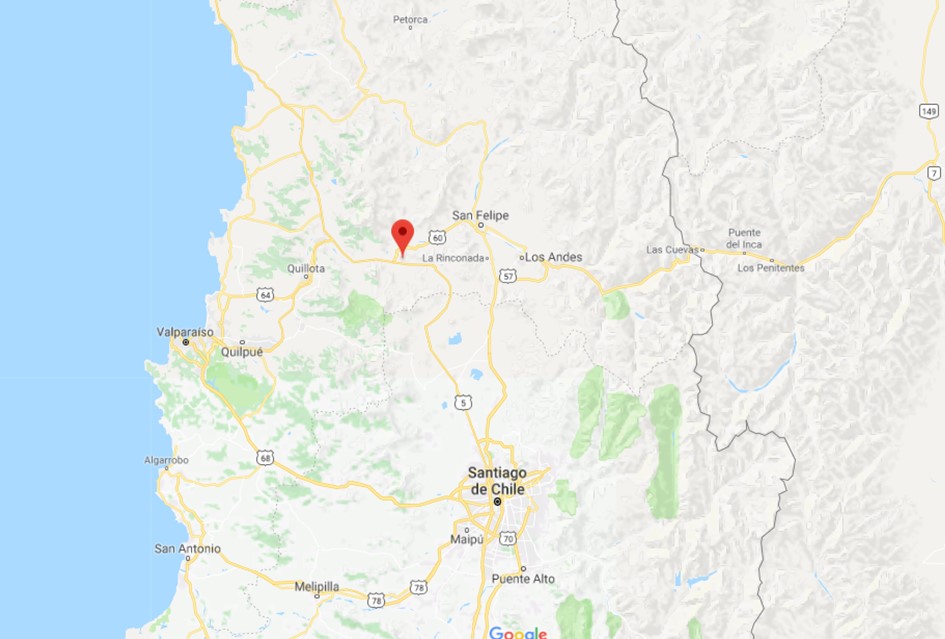 Petorca
149
7
San Felipe
60
Puente
del Inca
Las Cuevas
La Rinconada
Los Andes
Los Penitentes
Quillota
57
64
Valparaíso
Quilpué
5
Algarrobo
68
Santiago
de Chile
Maipú
70
San Antonio
Puente Alto
Melipilla
78
78
Google